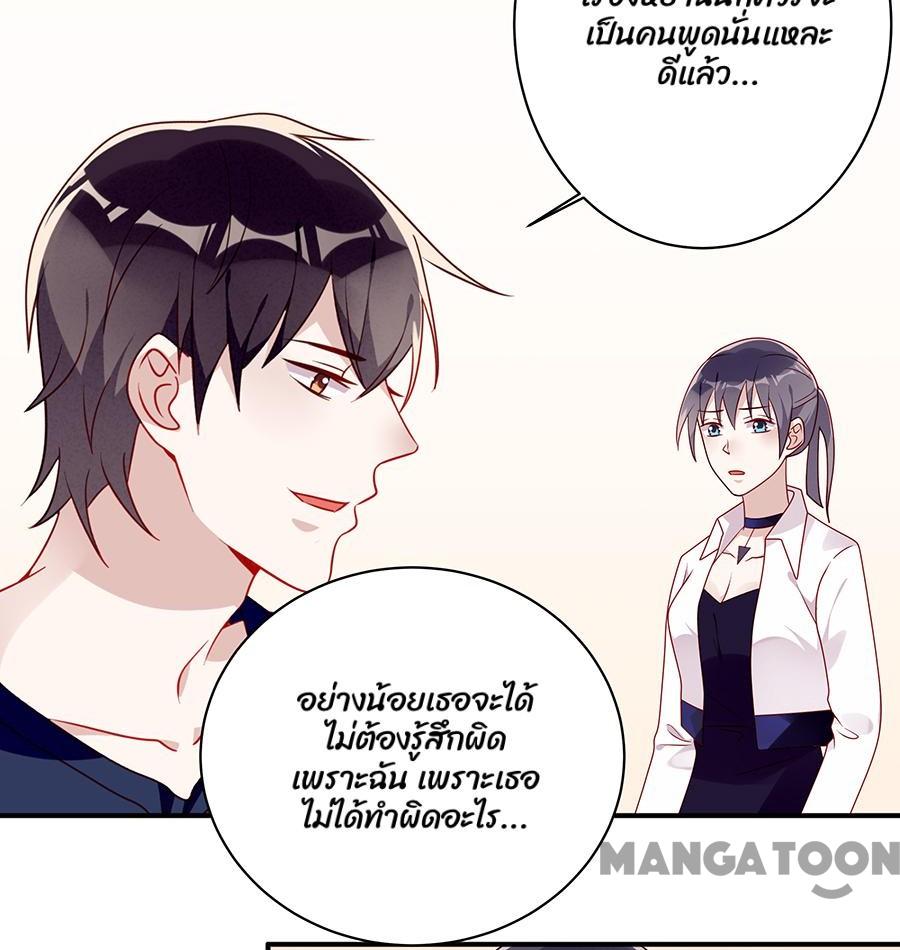 เป็นคนพูดนั่นแหละ
ดีแล้ว...
อย่างน้อยเธอจะได้
ไม่ต้องรู้สึกผิด
เพราะฉัน เพราะเธอ
ไม่ได้ทำผิดอะไร...
MANGATOON